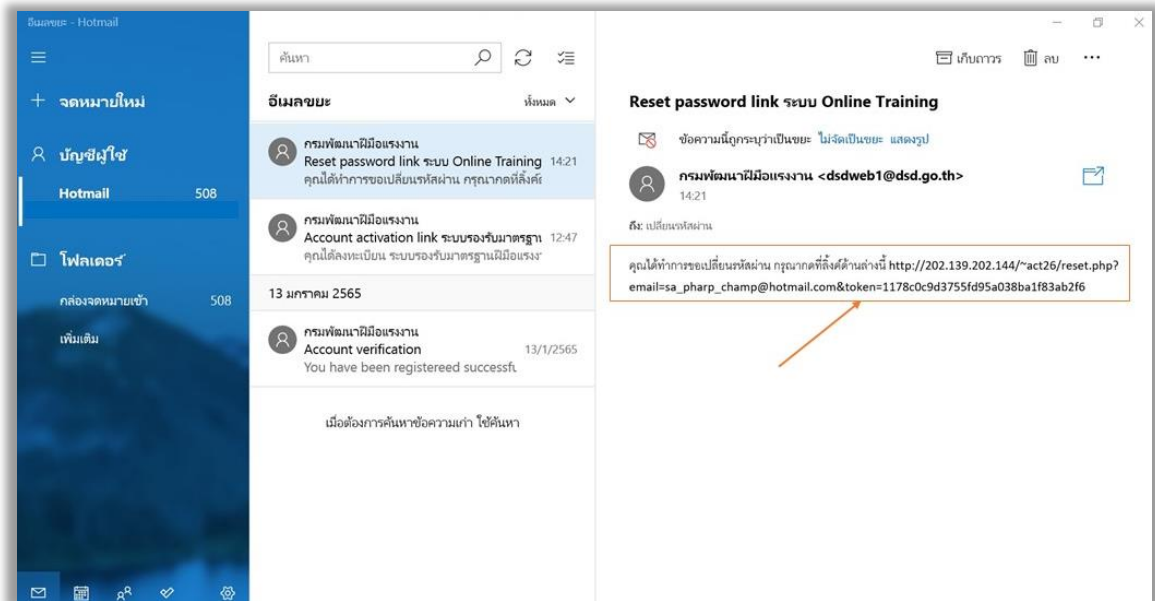 อีเมลขยะ - Hotmail
จดหมายใหม่
บัญชีผู้ใช้
Hotmail 508
โฟลเดอร์
กล่องจดหมายเข้า 508
เพิ่มเติม
ค้นหา
อีเมลขยะ ทั้งหมด
กรมพัฒนาฝีมือแรงงาน
Reset password link ระบบ Online Training 14:21
คุณได้ทำการขอเปลี่ยนรหัสผ่าน กรุณากดที่ลิ้งค์ด
กรมพัฒนาฝีมือแรงงาน
Account activation link ระบบรองรับมาตรฐาน 12:47
คุณได้ลงทะเบียน ระบบรองรับมาตรฐานฝีมือแรงง
13 มกราคม 2565
กรมพัฒนาฝีมือแรงงาน
Account verification 13/1/2565
You have been registereed successfu
เมื่อต้องการค้นหาข้อความเก่า ใช้ค้นหา
เก็บถาวร ลบ
Reset password link ระบบ Online Training
ข้อความนี้ถูกระบุว่าเป็นขยะ ไม่จัดเป็นขยะ แสดงรูป
กรมพัฒนาฝีมือแรงงาน <dsdweb1@dsd.go.th>
14:21
ถึง: เปลี่ยนรหัสผ่าน
คุณได้ทำการขอเปลี่ยนรหัสผ่าน กรุณากดที่ลิ้งค์ด้านล่างนี้ http://202.139.202.144/~act26/reset.php?
email=sa_pharp_champ@hotmail.com&token=1178c0c9d3755fd95a038ba1f83ab2f6